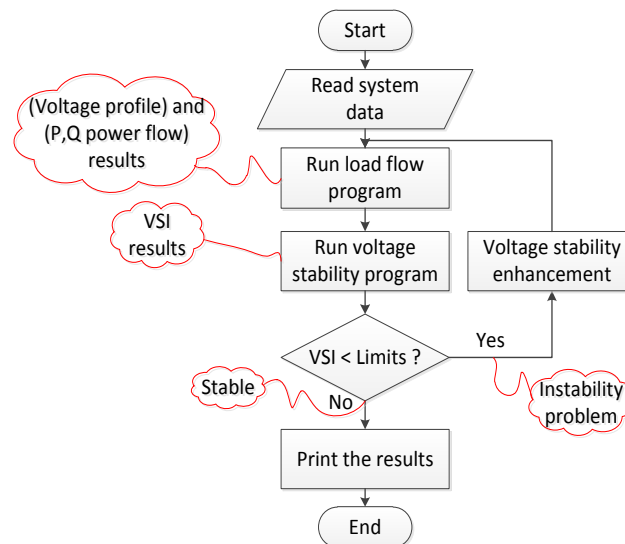 Start
Read system
data
(Voltage profile) and
(P,Q power flow)
results
Run load flow
program
VSI
results
Run voltage
stability program
Voltage stability
enhancement
VSI < Limits ?
Yes
Stable
No
Instability
problem
Print the results
End